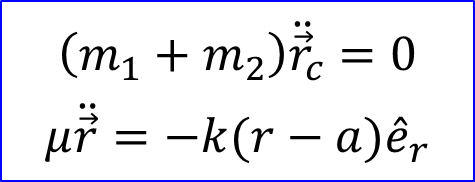 (m₁ + m₂)r⃗̈_c = 0
μr⃗̈ = −k(r − a)ê_r